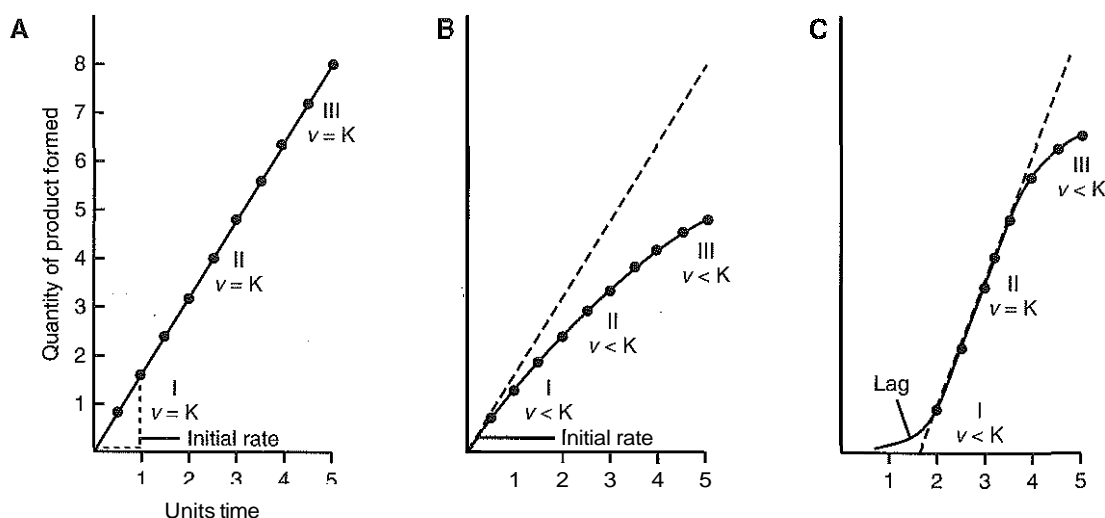 A
Quantity of product formed
8
7
6
5
4
3
2
1
III
v = K
II
v = K
I
v = K
Initial rate
1 2 3 4 5
Units time
B
III
v < K
II
v < K
I
v < K
Initial rate
1 2 3 4 5
C
III
v < K
II
v = K
Lag
I
v < K
1 2 3 4 5